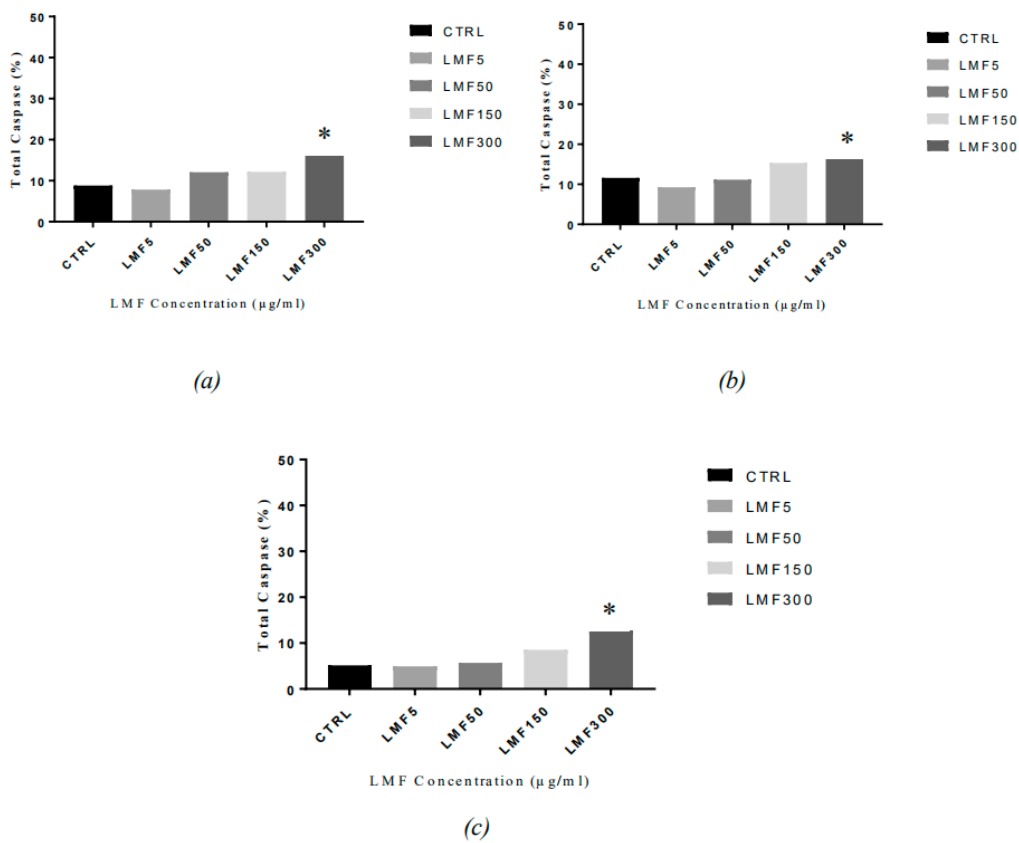 50
40
30
20
10
0
Total Caspase (%)
CTRL
LMF5
LMF50
LMF150
LMF300
*
LMF Concentration (µg/ml)
CTRL
LMF5
LMF50
LMF150
LMF300
(a)
50
40
30
20
10
0
Total Caspase (%)
CTRL
LMF5
LMF50
LMF150
LMF300
*
LMF Concentration (µg/ml)
CTRL
LMF5
LMF50
LMF150
LMF300
(b)
50
40
30
20
10
0
Total Caspase (%)
CTRL
LMF5
LMF50
LMF150
LMF300
*
LMF Concentration (µg/ml)
CTRL
LMF5
LMF50
LMF150
LMF300
(c)